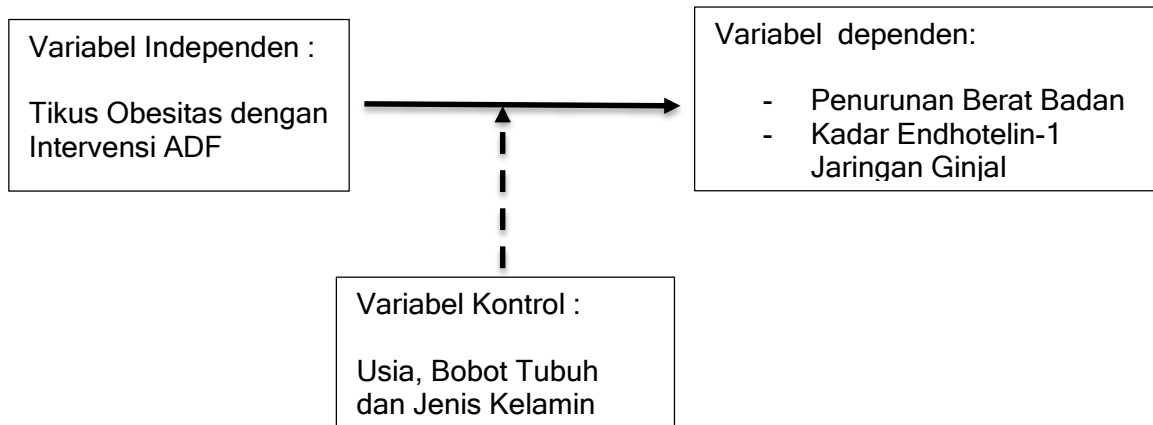 Variabel Independen :
Tikus Obesitas dengan
Intervensi ADF
Variabel  dependen:
- Penurunan Berat Badan
- Kadar Endhotelin-1
Jaringan Ginjal
Variabel Kontrol :
Usia, Bobot Tubuh
dan Jenis Kelamin